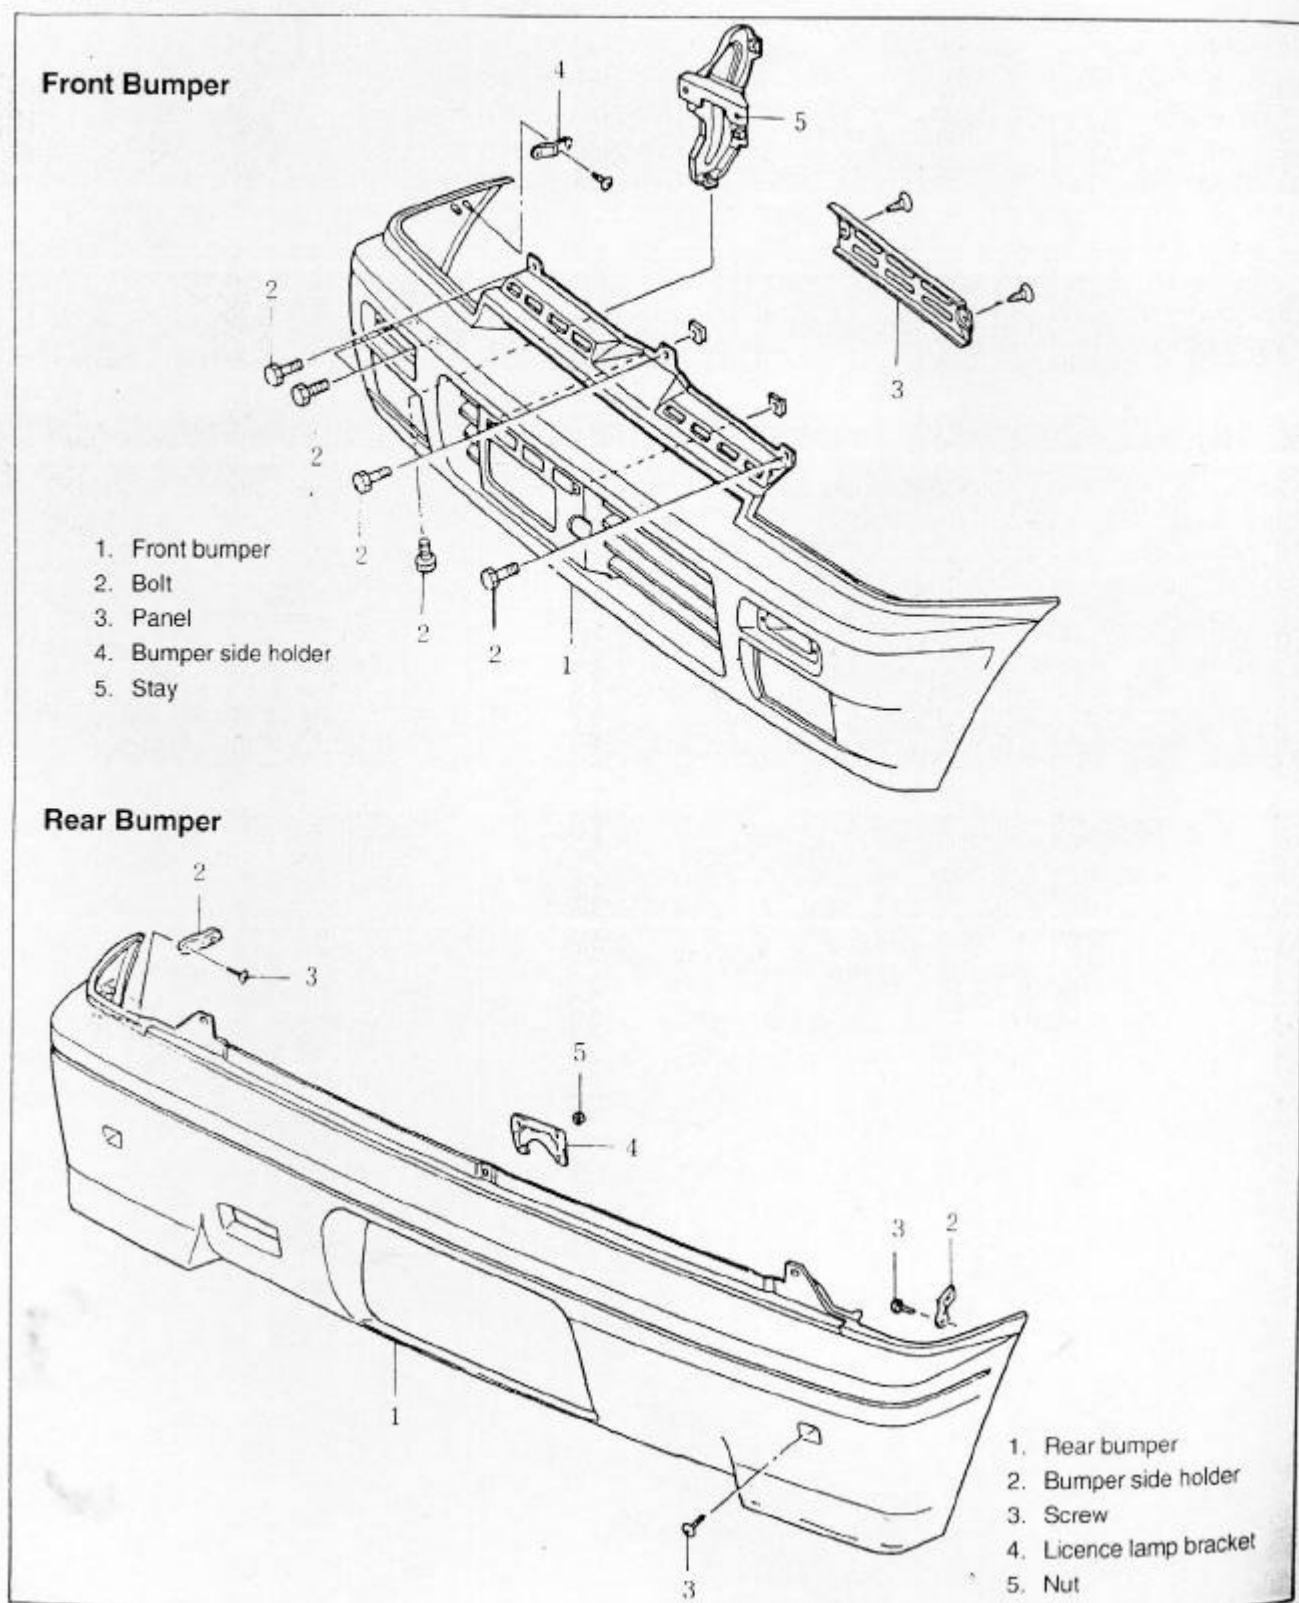 Front Bumper
4
5
2
3
2
2
2
2
1
1. Front bumper
2. Bolt
3. Panel
4. Bumper side holder
5. Stay
Rear Bumper
2
3
5
4
3
2
1
3
1. Rear bumper
2. Bumper side holder
3. Screw
4. Licence lamp bracket
5. Nut